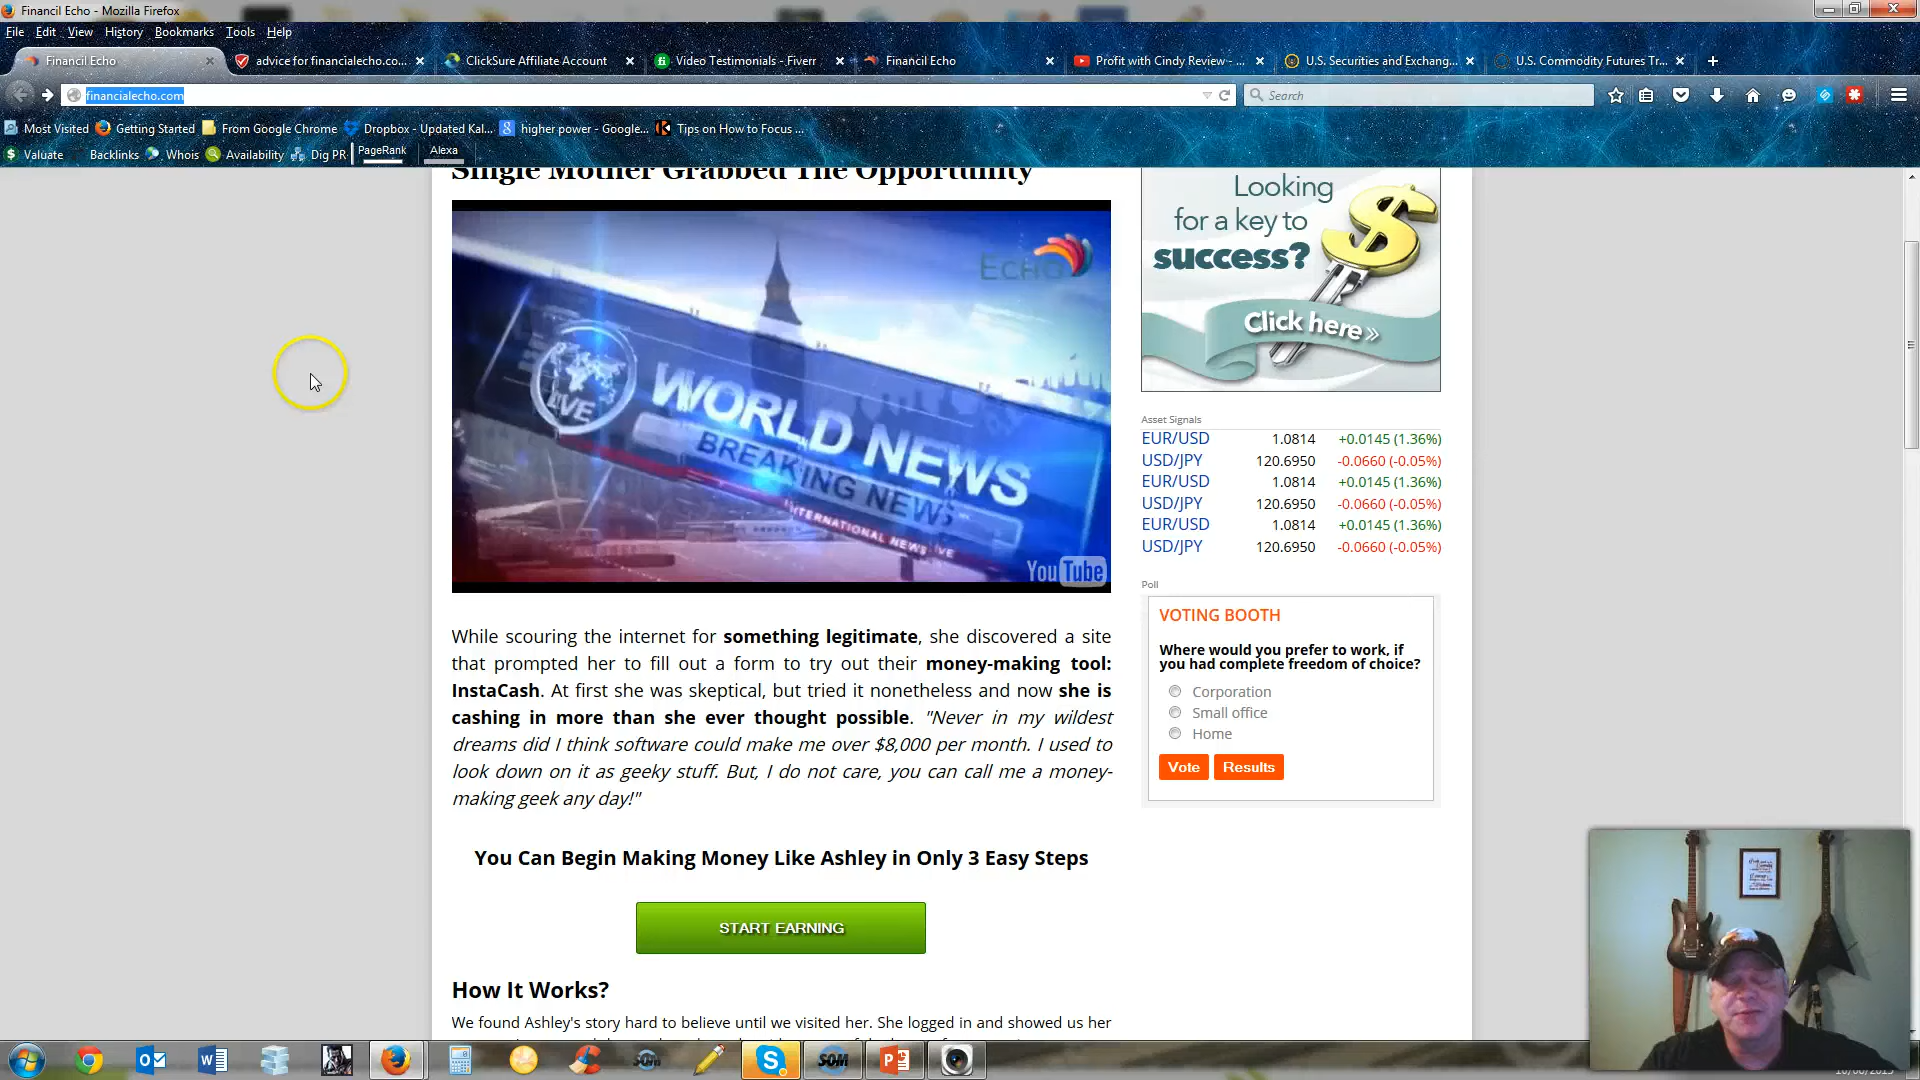 Financil Echo - Mozilla Firefox
File Edit View History Bookmarks Tools Help
Financil Echo
advice for financialecho.co...
ClickSure Affiliate Account
Video Testimonials - Fiverr
Financil Echo
Profit with Cindy Review - ...
U.S. Securities and Exchang...
U.S. Commodity Futures Tr...
financialecho.com
Search
Most Visited Getting Started From Google Chrome Dropbox - Updated Kal... higher power - Google... Tips on How to Focus ...
Valuate Backlinks Whois Availability Dig PR PageRank Alexa
Single Mother Grabbed The Opportunity
ECHO
LIVE
WORLD NEWS
BREAKING NEWS
INTERNATIONAL NEWS LIVE
YouTube
While scouring the internet for something legitimate, she discovered a site
that prompted her to fill out a form to try out their money-making tool:
InstaCash. At first she was skeptical, but tried it nonetheless and now she is
cashing in more than she ever thought possible. "Never in my wildest
dreams did I think software could make me over $8,000 per month. I used to
look down on it as geeky stuff. But, I do not care, you can call me a money-
making geek any day!"
You Can Begin Making Money Like Ashley in Only 3 Easy Steps
START EARNING
How It Works?
We found Ashley's story hard to believe until we visited her. She logged in and showed us her
Looking
for a key to
success?
Click here »
Asset Signals
EUR/USD 1.0814 +0.0145 (1.36%)
USD/JPY 120.6950 -0.0660 (-0.05%)
EUR/USD 1.0814 +0.0145 (1.36%)
USD/JPY 120.6950 -0.0660 (-0.05%)
EUR/USD 1.0814 +0.0145 (1.36%)
USD/JPY 120.6950 -0.0660 (-0.05%)
Poll
VOTING BOOTH
Where would you prefer to work, if
you had complete freedom of choice?
Corporation
Small office
Home
Vote Results